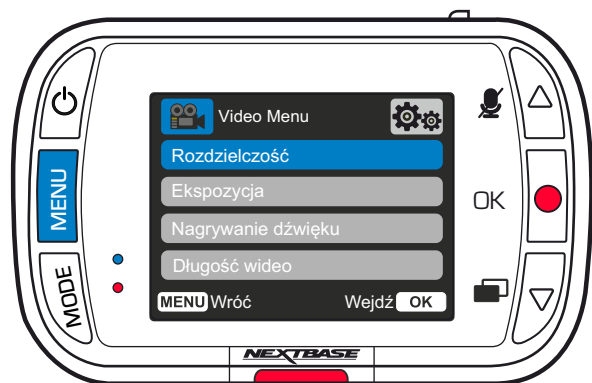 Video Menu
Rozdzielczość
Ekspozycja
Nagrywanie dźwięku
Długość wideo
MENU Wróć Wejdź OK
MENU
MODE
OK
NEXTBASE